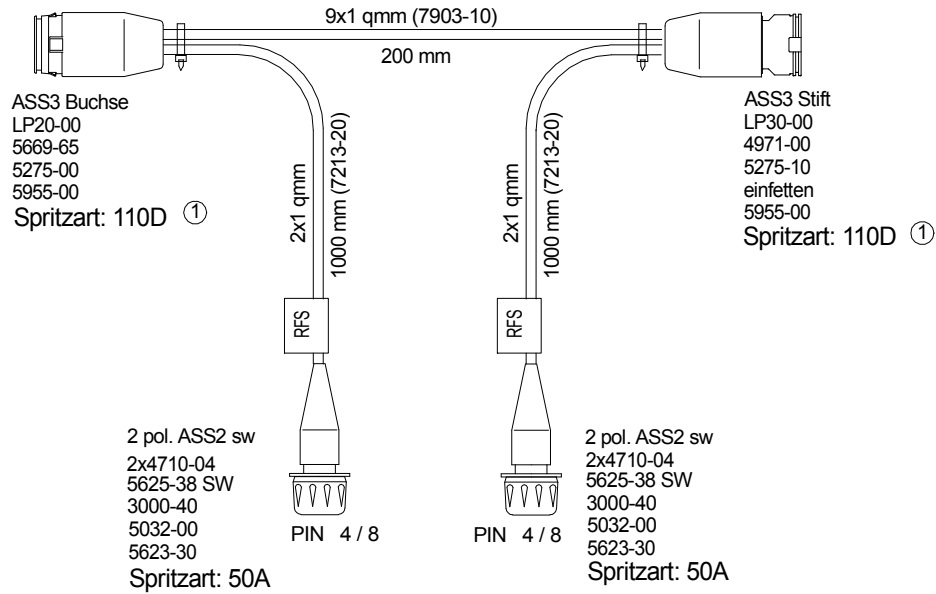 9x1 qmm (7903-10)
200 mm
ASS3 Buchse
LP20-00
5669-65
5275-00
5955-00
Spritzart: 110D ①
ASS3 Stift
LP30-00
4971-00
5275-10
einfetten
5955-00
Spritzart: 110D ①
2x1 qmm
1000 mm (7213-20)
2x1 qmm
1000 mm (7213-20)
RFS
RFS
2 pol. ASS2 sw
2x4710-04
5625-38 SW
3000-40
5032-00
5623-30
Spritzart: 50A
PIN 4 / 8
PIN 4 / 8
2 pol. ASS2 sw
2x4710-04
5625-38 SW
3000-40
5032-00
5623-30
Spritzart: 50A